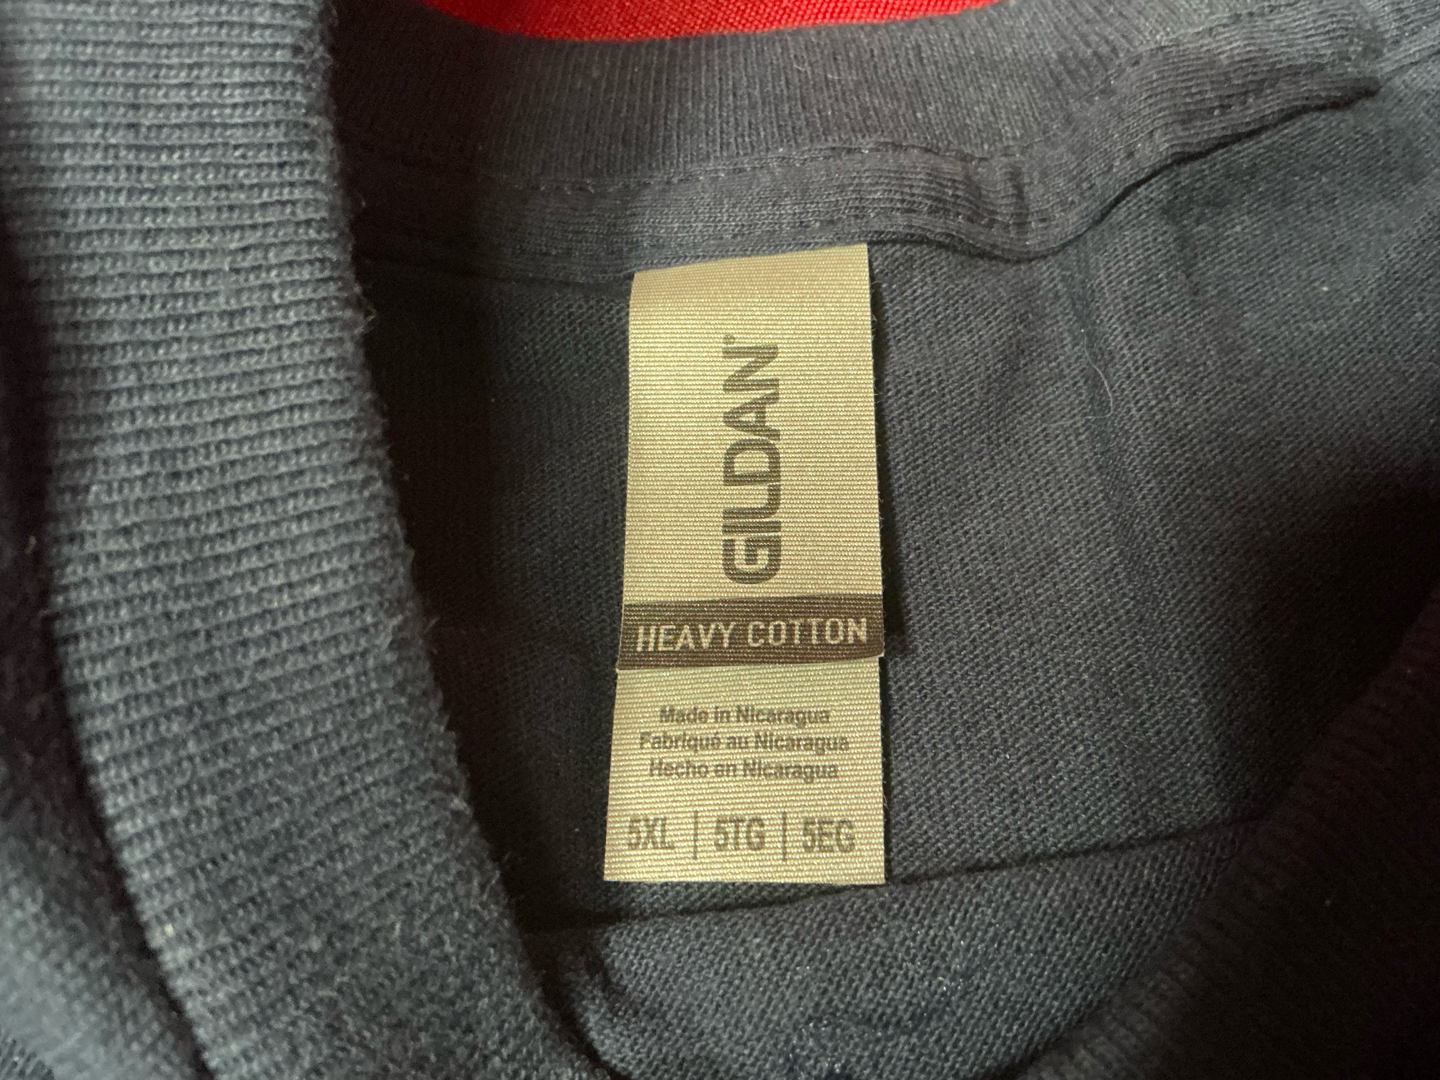 GILDAN®
HEAVY COTTON
Made in Nicaragua
Fabriqué au Nicaragua
Hecho en Nicaragua
5XL | 5TG | 5EG